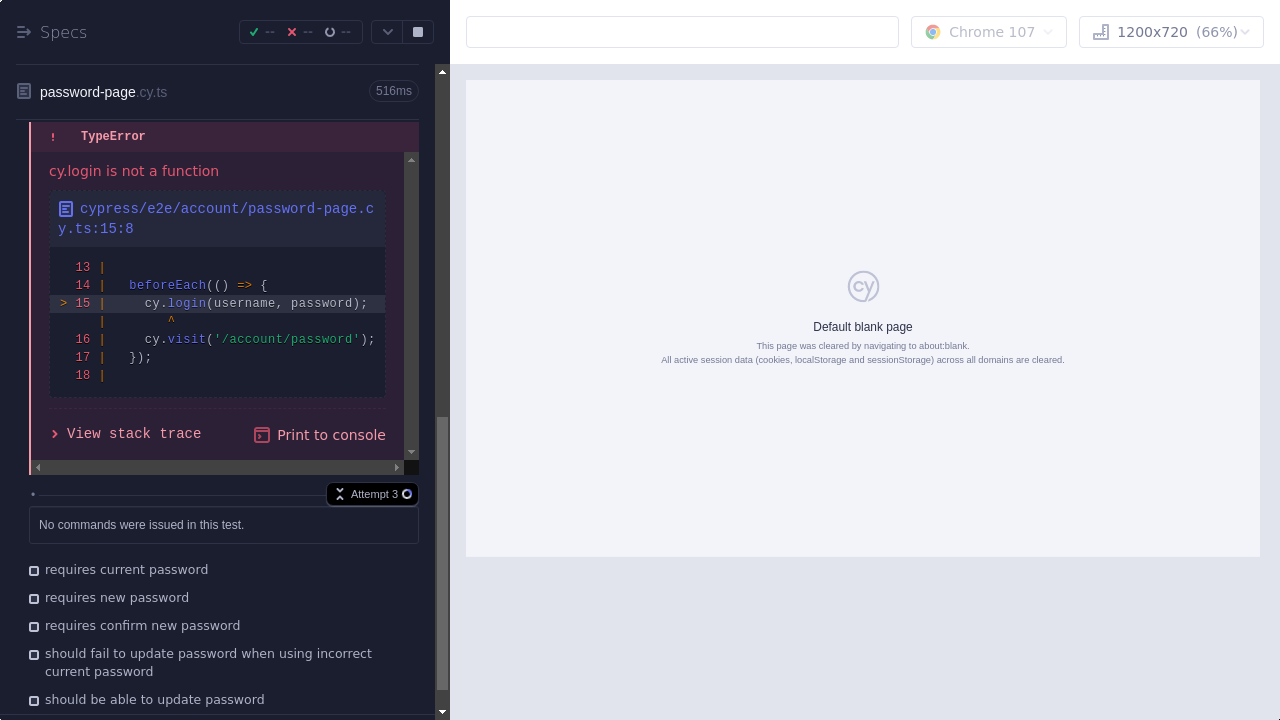 Specs
-- -- --
Chrome 107
1200x720 (66%)
password-page.cy.ts
516ms
! TypeError
cy.login is not a function
cypress/e2e/account/password-page.c
y.ts:15:8
13 |
14 | beforeEach(() => {
> 15 | cy.login(username, password);
| ^
16 | cy.visit('/account/password');
17 | });
18 |
View stack trace
Print to console
Attempt 3
No commands were issued in this test.
requires current password
requires new password
requires confirm new password
should fail to update password when using incorrect
current password
should be able to update password
cy
Default blank page
This page was cleared by navigating to about:blank.
All active session data (cookies, localStorage and sessionStorage) across all domains are cleared.